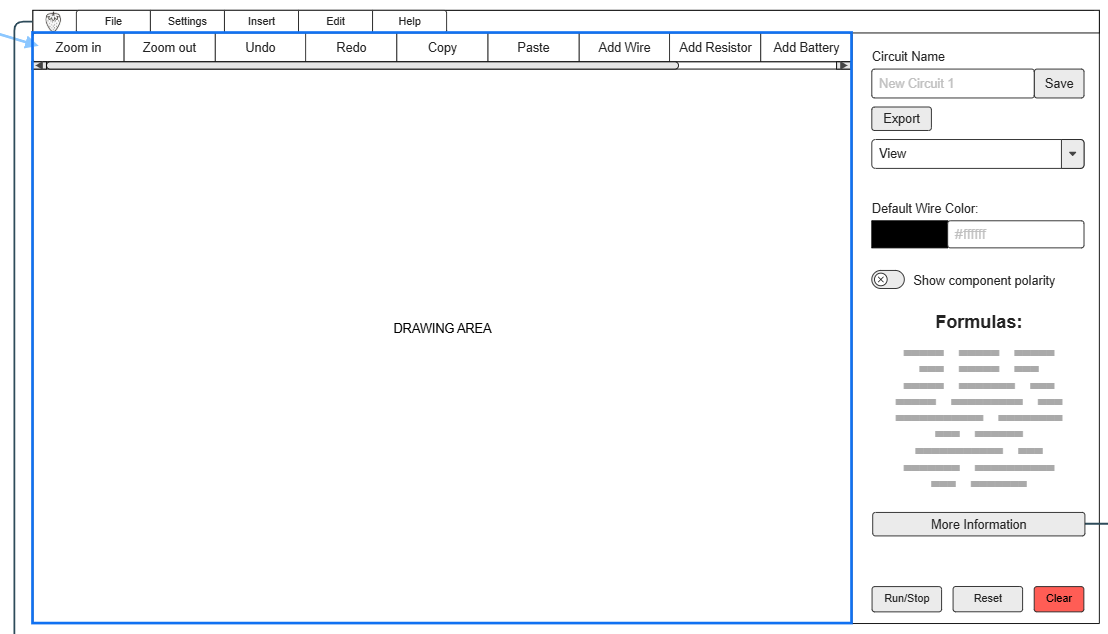 File Settings Insert Edit Help
Zoom in Zoom out Undo Redo Copy Paste Add Wire Add Resistor Add Battery
Circuit Name
New Circuit 1 Save
Export
View
Default Wire Color:
#ffffff
Show component polarity
DRAWING AREA
Formulas:
More Information
Run/Stop Reset Clear